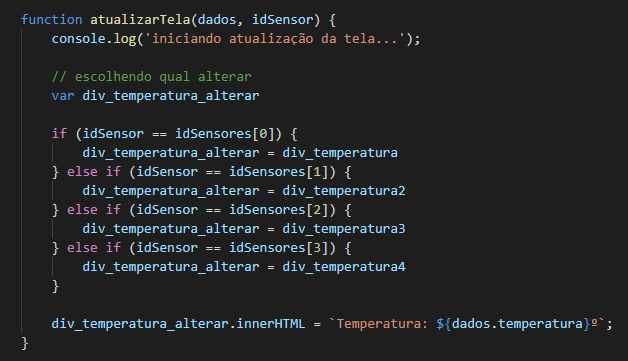 function atualizarTela(dados, idSensor) {
    console.log('iniciando atualização da tela...');

    // escolhendo qual alterar
    var div_temperatura_alterar

    if (idSensor == idSensores[0]) {
        div_temperatura_alterar = div_temperatura
    } else if (idSensor == idSensores[1]) {
        div_temperatura_alterar = div_temperatura2
    } else if (idSensor == idSensores[2]) {
        div_temperatura_alterar = div_temperatura3
    } else if (idSensor == idSensores[3]) {
        div_temperatura_alterar = div_temperatura4
    }

    div_temperatura_alterar.innerHTML = `Temperatura: ${dados.temperatura}º`;
}